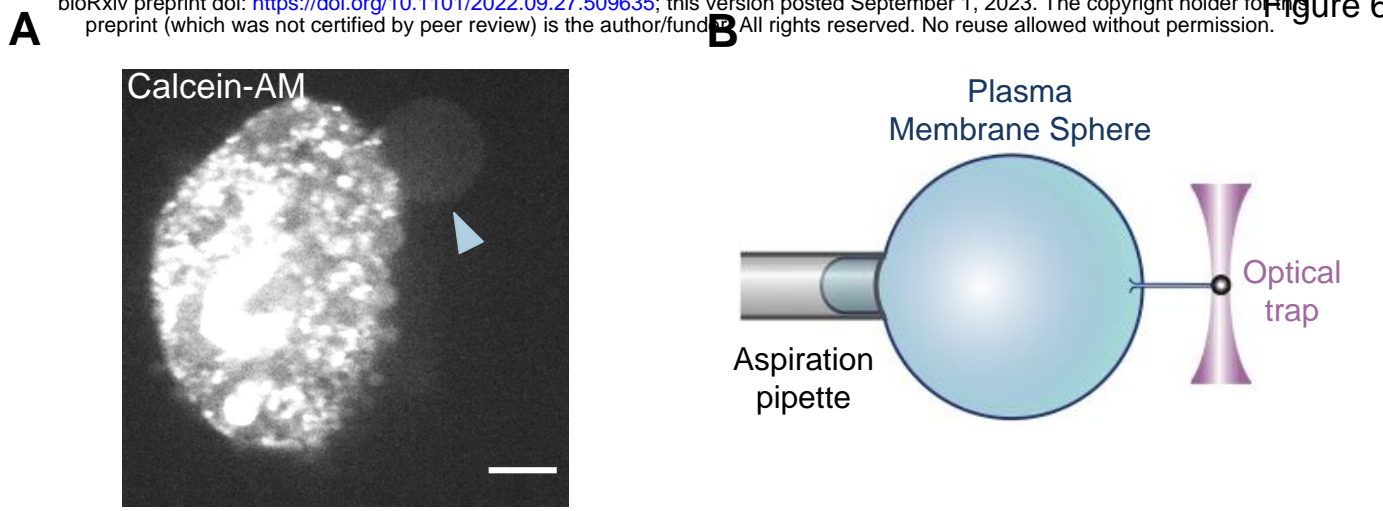 bioRxiv preprint doi: https://doi.org/10.1101/2022.09.27.509635; this version posted September 1, 2023. The copyright holder for this
preprint (which was not certified by peer review) is the author/funder. All rights reserved. No reuse allowed without permission.
Figure 6
A
Calcein-AM
B
Plasma
Membrane Sphere
Optical
trap
Aspiration
pipette